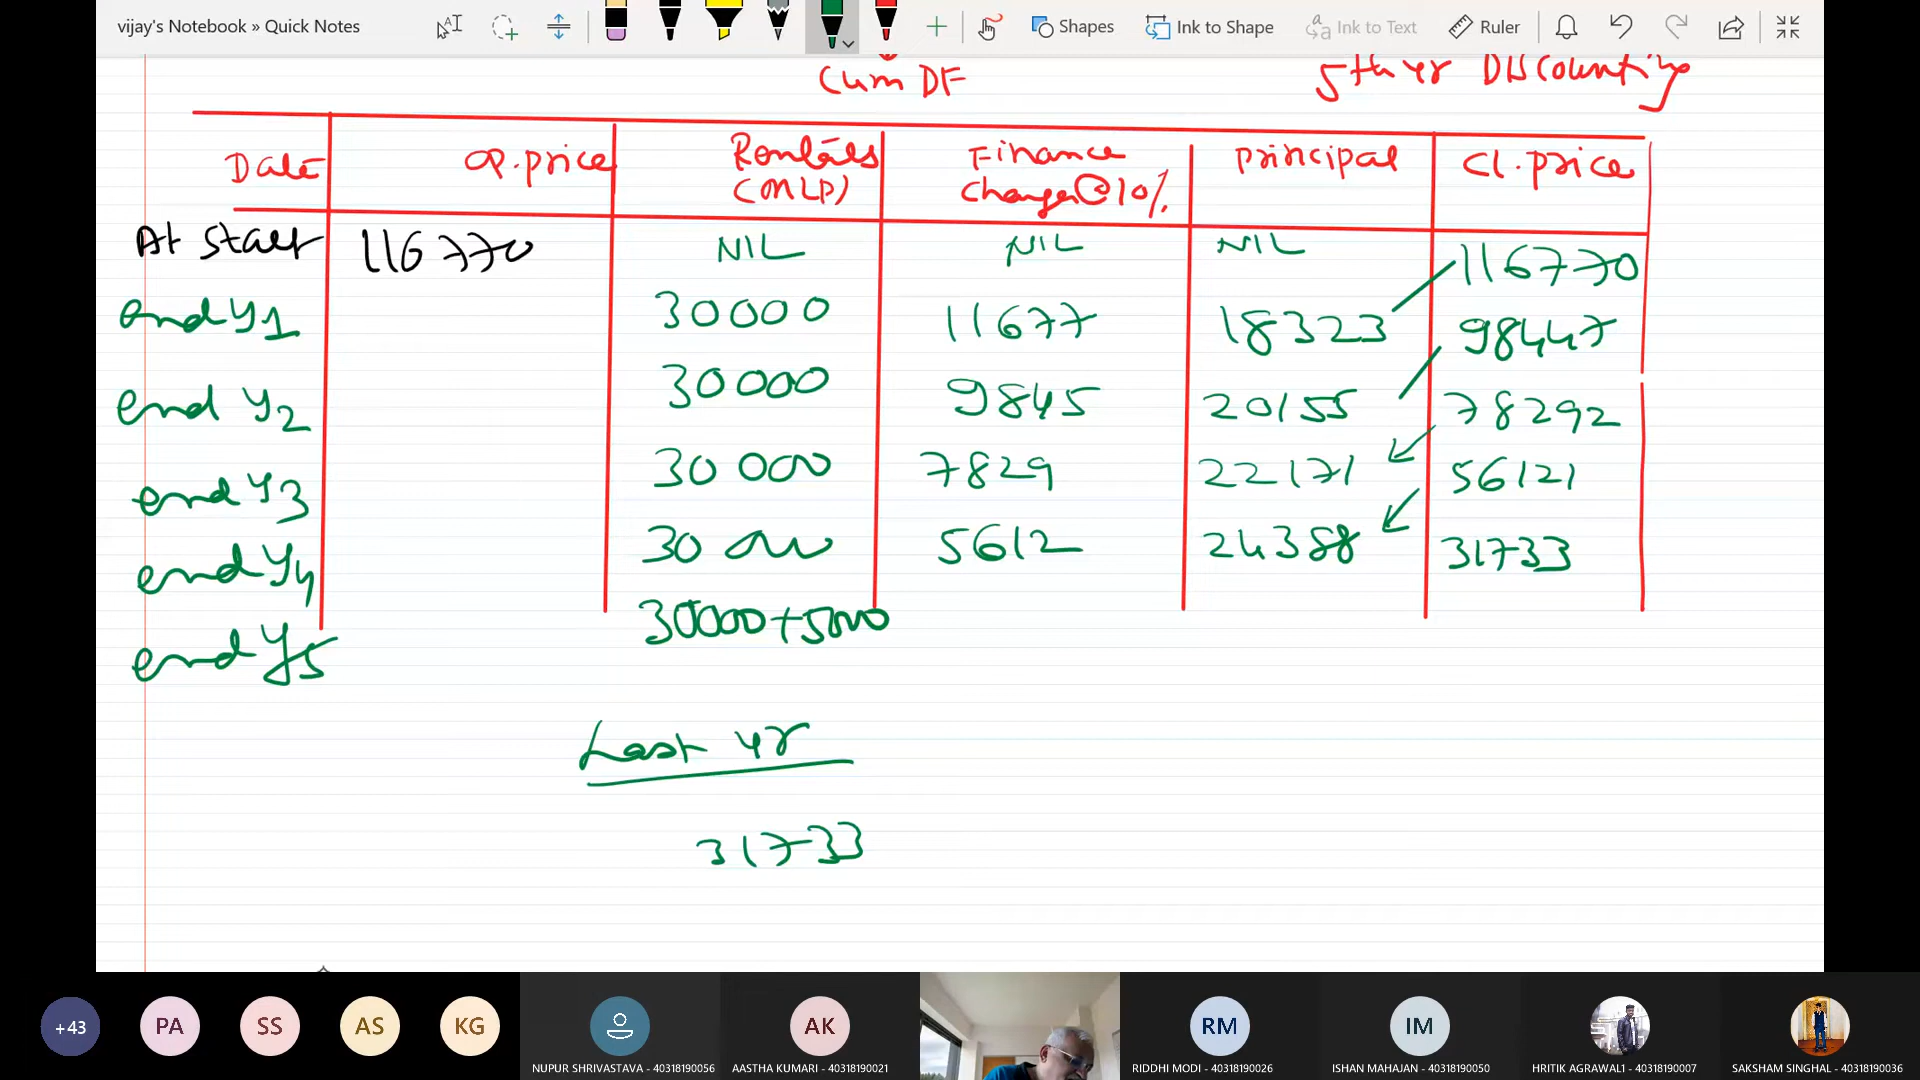 vijay's Notebook » Quick Notes
Shapes
Ink to Shape
Ink to Text
Ruler
Cum DF
5th yr Discounting
Date Op.price Rentals (MLP) Finance Charges@10% principal Cl.price
At start 116770 NIL NIL NIL 116770
end Y1 30000 11677 18323 98447
end Y2 30000 9845 20155 78292
end Y3 30000 7829 22171 56121
end Y4 30000 5612 24388 31733
end Y5 30000+5000
Last yr
31733
+43 PA SS AS KG AK RM IM
NUPUR SHRIVASTAVA - 40318190056
AASTHA KUMARI - 40318190021
RIDDHI MODI - 40318190026
ISHAN MAHAJAN - 40318190050
HRITIK AGRAWAL1 - 40318190007
SAKSHAM SINGHAL - 40318190036